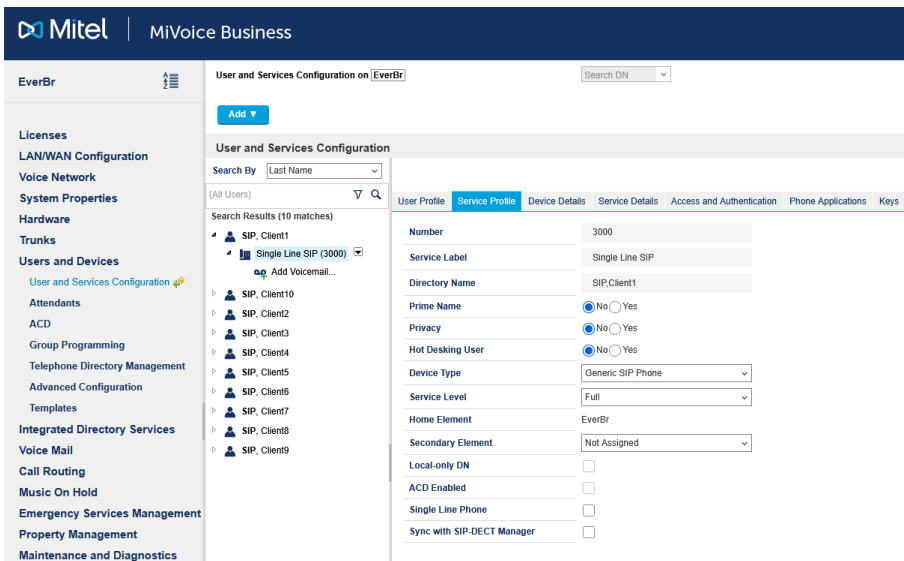 Mitel | MiVoice Business
EverBr
User and Services Configuration on EverBr
Search DN
Add ▼
User and Services Configuration
Licenses
LAN/WAN Configuration
Voice Network
System Properties
Hardware
Trunks
Users and Devices
User and Services Configuration
Attendants
ACD
Group Programming
Telephone Directory Management
Advanced Configuration
Templates
Integrated Directory Services
Voice Mail
Call Routing
Music On Hold
Emergency Services Management
Property Management
Maintenance and Diagnostics
Search By Last Name
(All Users)
Search Results (10 matches)
SIP, Client1
Single Line SIP (3000)
Add Voicemail...
SIP, Client10
SIP, Client2
SIP, Client3
SIP, Client4
SIP, Client5
SIP, Client6
SIP, Client7
SIP, Client8
SIP, Client9
User Profile Service Profile Device Details Service Details Access and Authentication Phone Applications Keys
Number 3000
Service Label Single Line SIP
Directory Name SIP,Client1
Prime Name No Yes
Privacy No Yes
Hot Desking User No Yes
Device Type Generic SIP Phone
Service Level Full
Home Element EverBr
Secondary Element Not Assigned
Local-only DN
ACD Enabled
Single Line Phone
Sync with SIP-DECT Manager